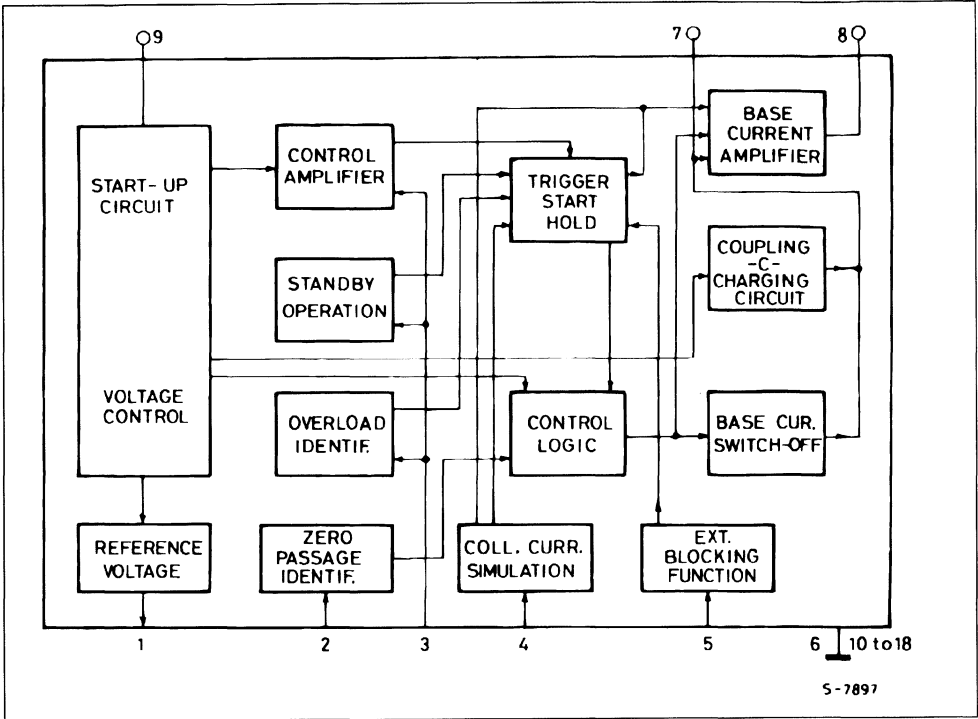 9
7
8
START-UP
CIRCUIT
VOLTAGE
CONTROL
CONTROL
AMPLIFIER
TRIGGER
START
HOLD
BASE
CURRENT
AMPLIFIER
STANDBY
OPERATION
COUPLING
-C-
CHARGING
CIRCUIT
OVERLOAD
IDENTIF.
CONTROL
LOGIC
BASE CUR.
SWITCH-OFF
REFERENCE
VOLTAGE
ZERO
PASSAGE
IDENTIF.
COLL. CURR.
SIMULATION
EXT.
BLOCKING
FUNCTION
1
2
3
4
5
6
10 to 18
S-7897